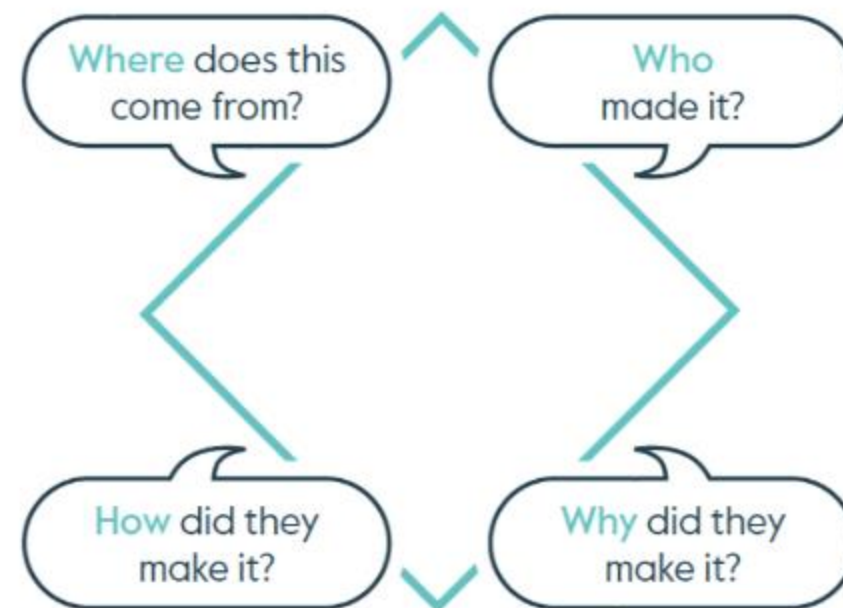 Where does this
come from?
Who
made it?
How did they
make it?
Why did they
make it?